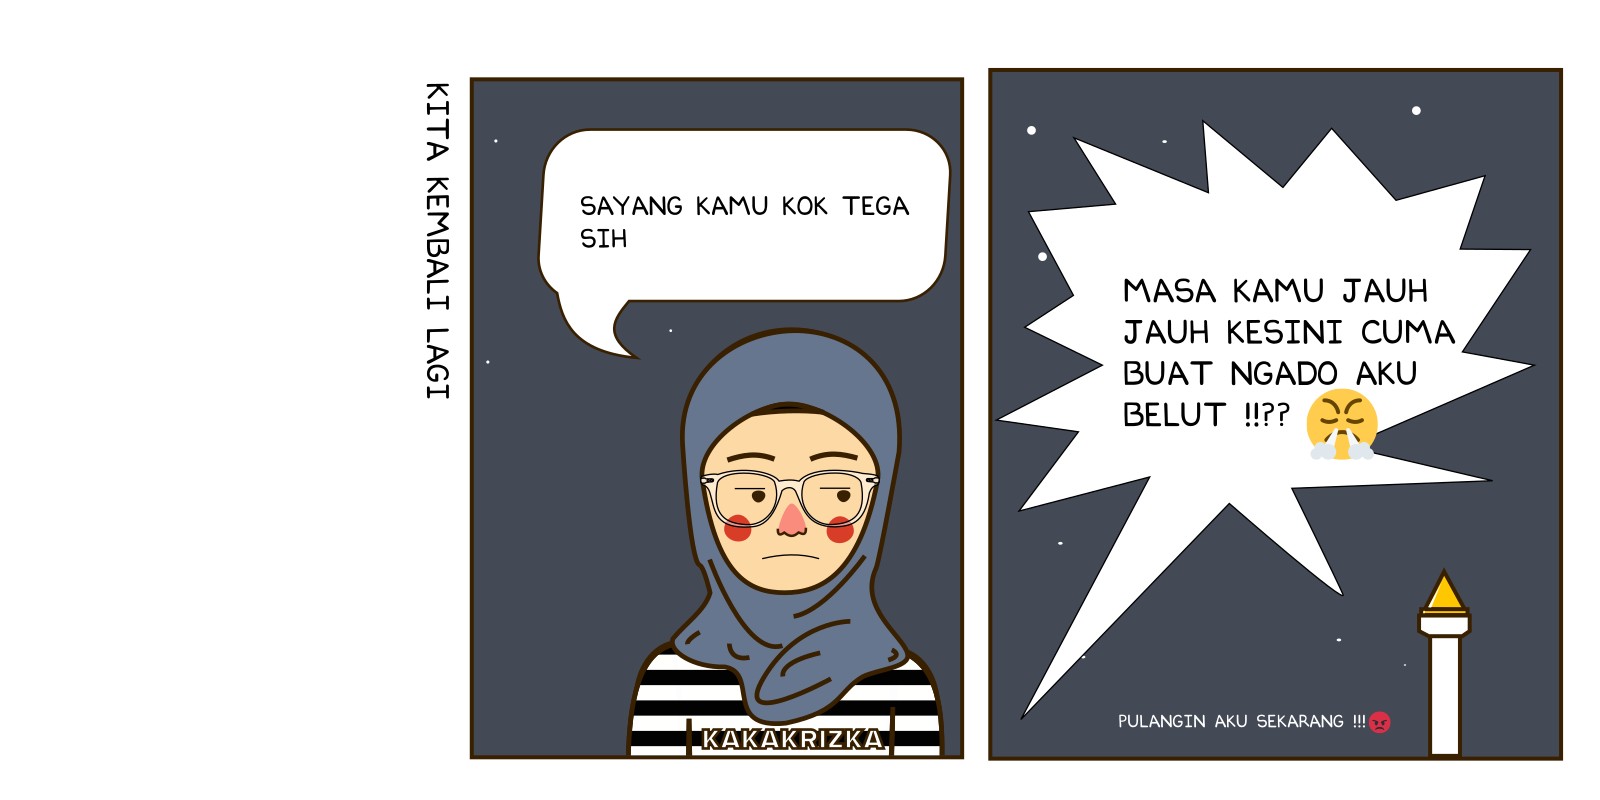 KITA KEMBALI LAGI
SAYANG KAMU KOK TEGA
SIH
KAKAKRIZKA
MASA KAMU JAUH
JAUH KESINI CUMA
BUAT NGADO AKU
BELUT !!??
PULANGIN AKU SEKARANG !!!